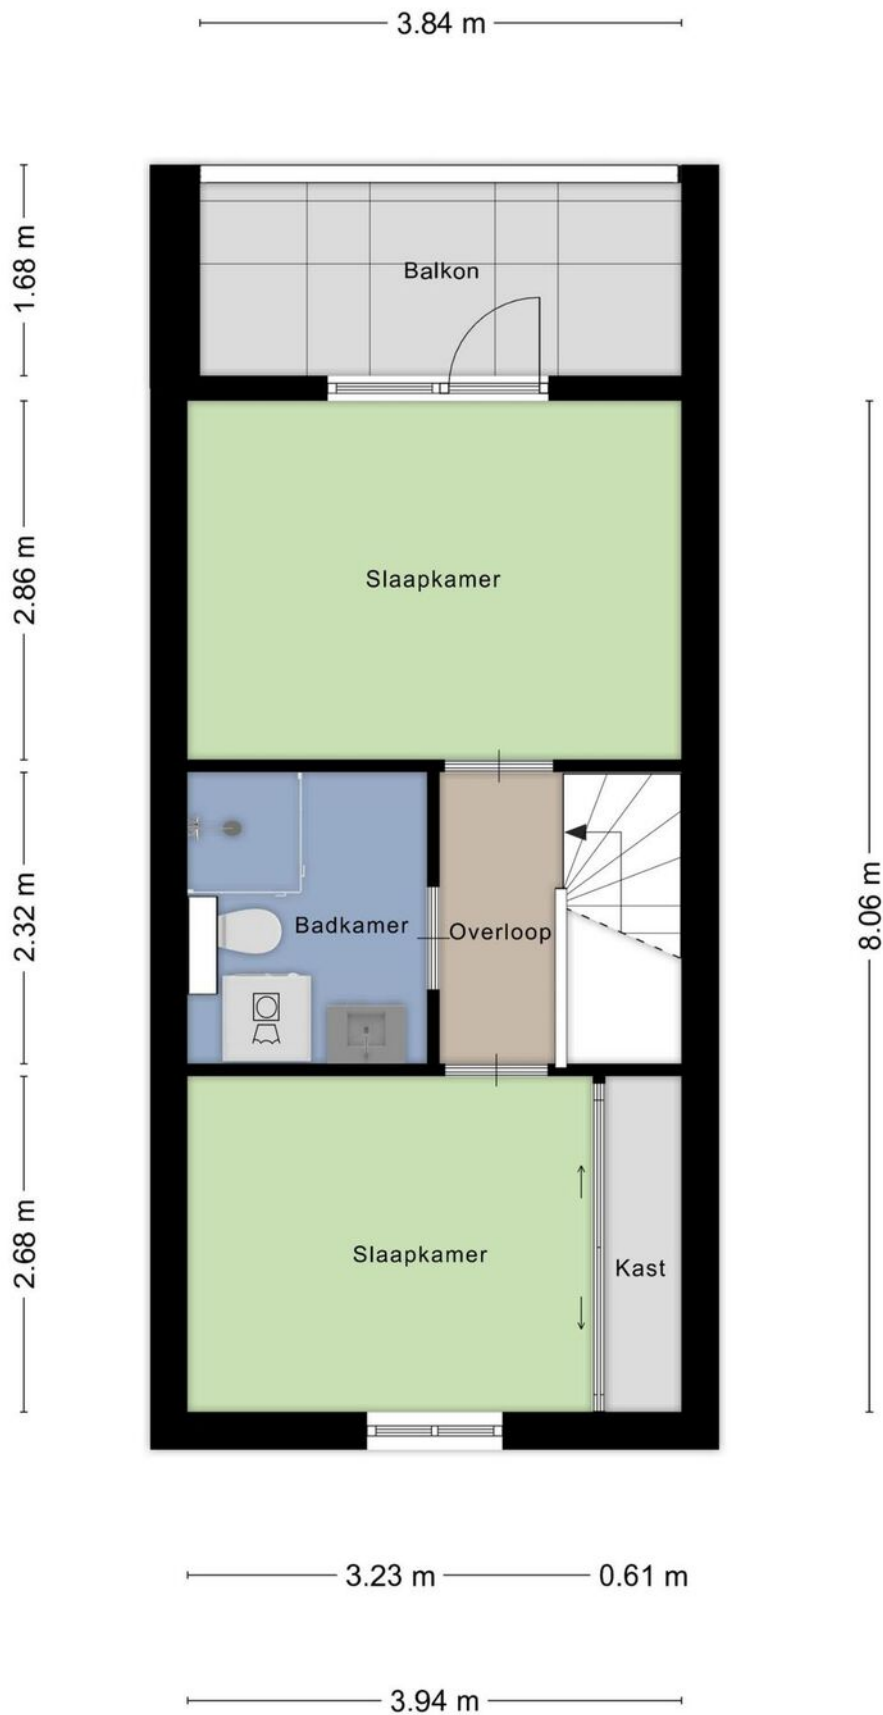 3.84 m
1.68 m
Balkon
2.86 m
Slaapkamer
2.32 m
Badkamer
Overloop
8.06 m
2.68 m
Slaapkamer
Kast
3.23 m
0.61 m
3.94 m